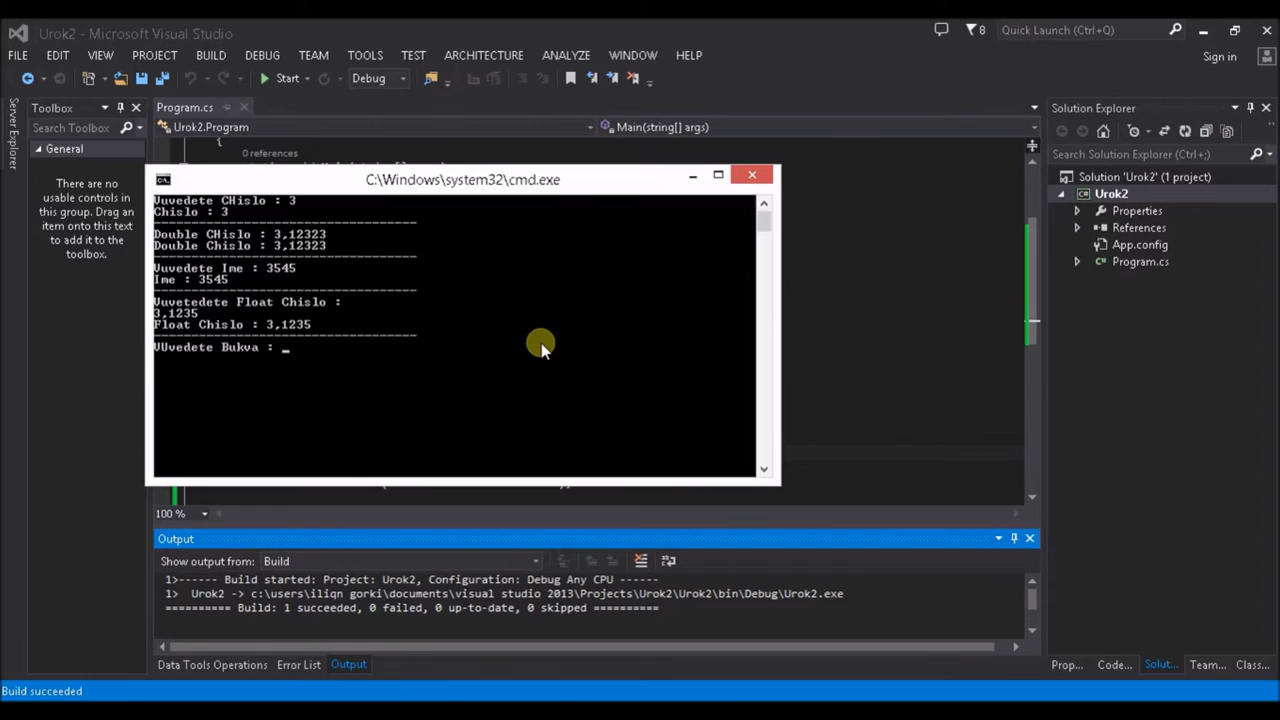 Urok2 - Microsoft Visual Studio
8
Quick Launch (Ctrl+Q)
FILE EDIT VIEW PROJECT BUILD DEBUG TEAM TOOLS TEST ARCHITECTURE ANALYZE WINDOW HELP
Sign in
Start
Debug
Server Explorer
Toolbox
Search Toolbox
General
There are no
usable controls in
this group. Drag an
item onto this text
to add it to the
toolbox.
Program.cs
Urok2.Program
Main(string[] args)
{
0 references
C:\Windows\system32\cmd.exe
Vuvedete CHislo : 3
Chislo : 3
----------------------------------------
Double CHislo : 3,12323
Double Chislo : 3,12323
----------------------------------------
Vuvedete Ime : 3545
Ime : 3545
----------------------------------------
Vuvetedete Float Chislo :
3,1235
Float Chislo : 3,1235
----------------------------------------
VUvedete Bukva : _
100 %
Output
Show output from: Build
1>------ Build started: Project: Urok2, Configuration: Debug Any CPU ------
1>  Urok2 -> c:\users\iliqn gorki\documents\visual studio 2013\Projects\Urok2\Urok2\bin\Debug\Urok2.exe
========== Build: 1 succeeded, 0 failed, 0 up-to-date, 0 skipped ==========
Data Tools Operations Error List Output
Solution Explorer
Search Solution Explorer
Solution 'Urok2' (1 project)
Urok2
Properties
References
App.config
Program.cs
Prop... Code... Solut... Team... Class...
Build succeeded